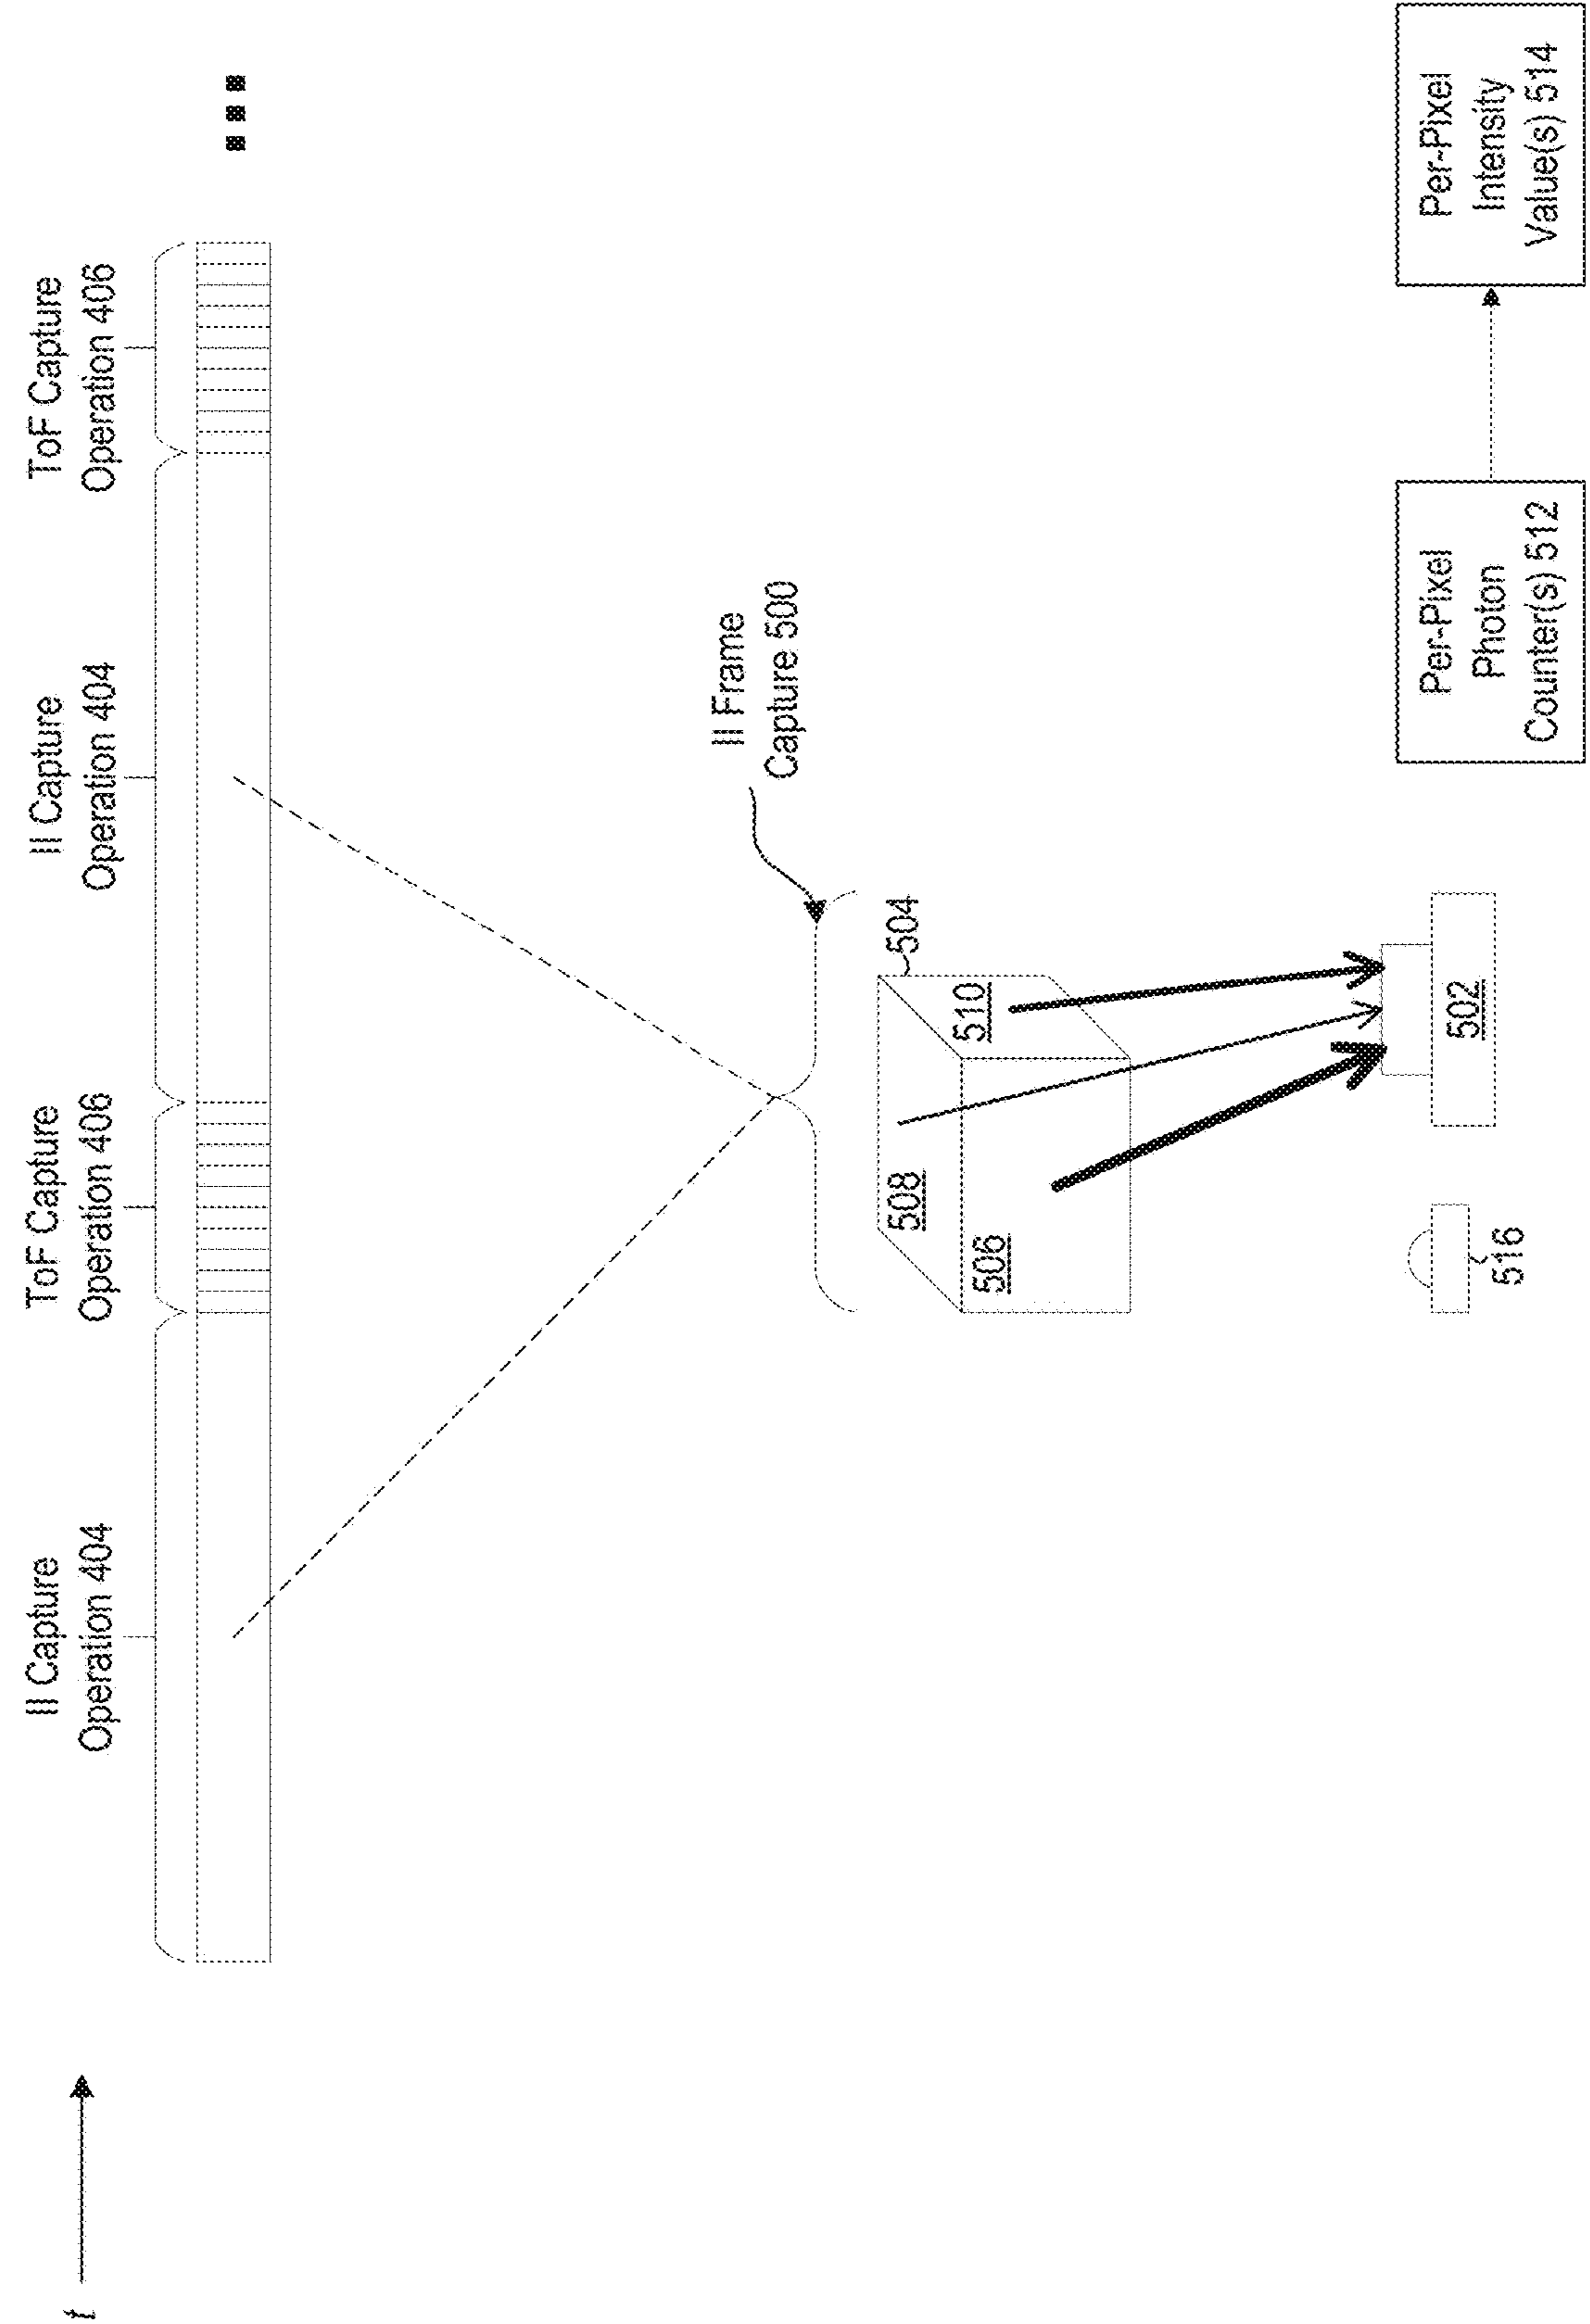 t
II Capture
Operation 404
ToF Capture
Operation 406
II Capture
Operation 404
ToF Capture
Operation 406
II Frame
Capture 500
504
508
510
506
502
516
Per-Pixel
Photon
Counter(s) 512
Per-Pixel
Intensity
Value(s) 514